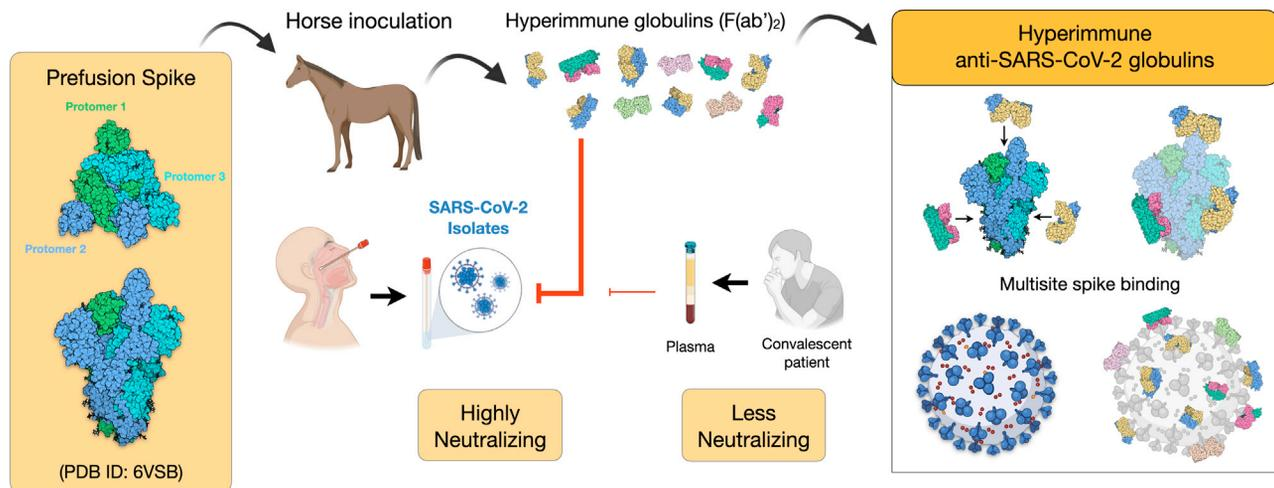 Prefusion Spike
Protomer 1
Protomer 3
Protomer 2
(PDB ID: 6VSB)
Horse inoculation
Hyperimmune globulins (F(ab’)₂)
SARS-CoV-2
Isolates
Plasma
Convalescent
patient
Highly
Neutralizing
Less
Neutralizing
Hyperimmune
anti-SARS-CoV-2 globulins
Multisite spike binding